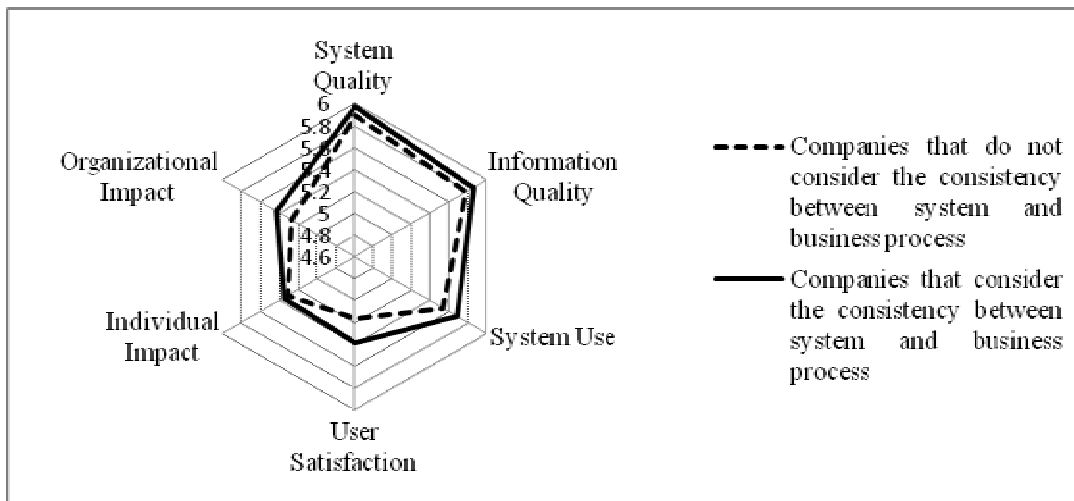 System
Quality
6
5.8
5.4
5.2
5
4.8
4.6
Information
Quality
System Use
User
Satisfaction
Individual
Impact
Organizational
Impact
Companies that do not
consider the consistency
between system and
business process
Companies that consider
the consistency between
system and business
process